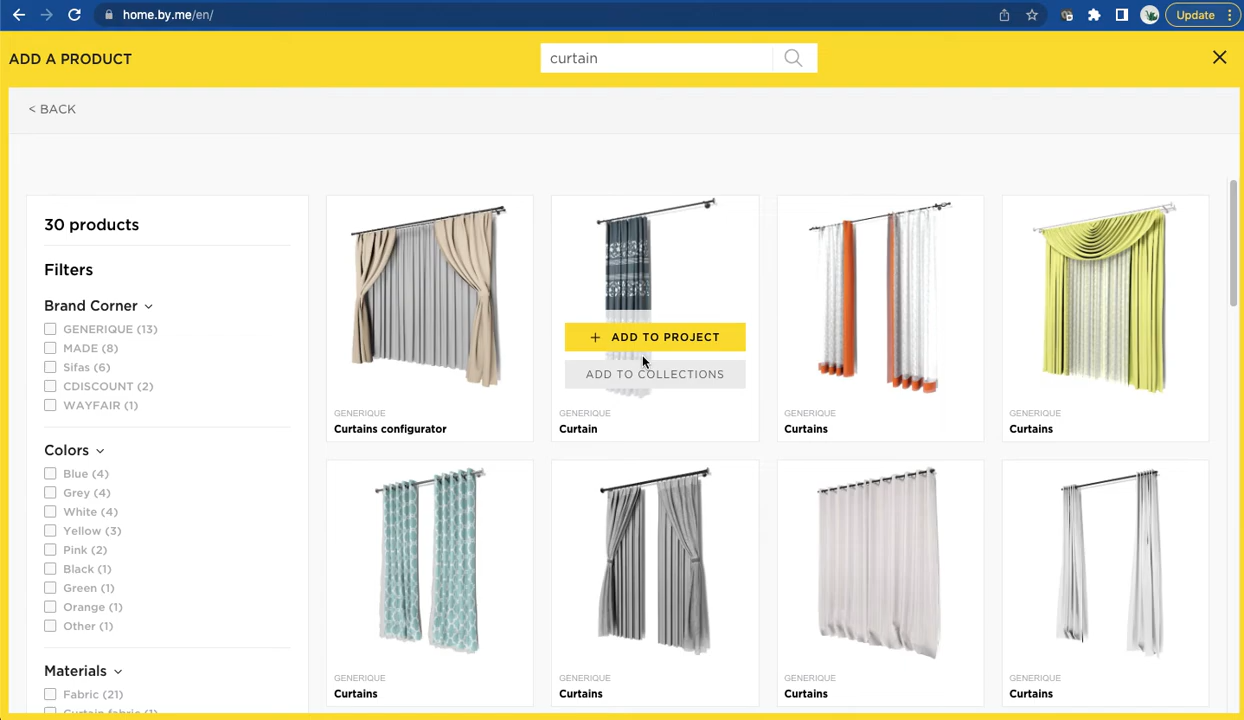 home.by.me/en/
Update
ADD A PRODUCT
curtain
< BACK
30 products
Filters
Brand Corner
GENERIQUE (13)
MADE (8)
Sifas (6)
CDISCOUNT (2)
WAYFAIR (1)
Colors
Blue (4)
Grey (4)
White (4)
Yellow (3)
Pink (2)
Black (1)
Green (1)
Orange (1)
Other (1)
Materials
Fabric (21)
Curtain fabric (1)
GENERIQUE
Curtains configurator
+ ADD TO PROJECT
ADD TO COLLECTIONS
GENERIQUE
Curtain
GENERIQUE
Curtains
GENERIQUE
Curtains
GENERIQUE
Curtains
GENERIQUE
Curtains
GENERIQUE
Curtains
GENERIQUE
Curtains